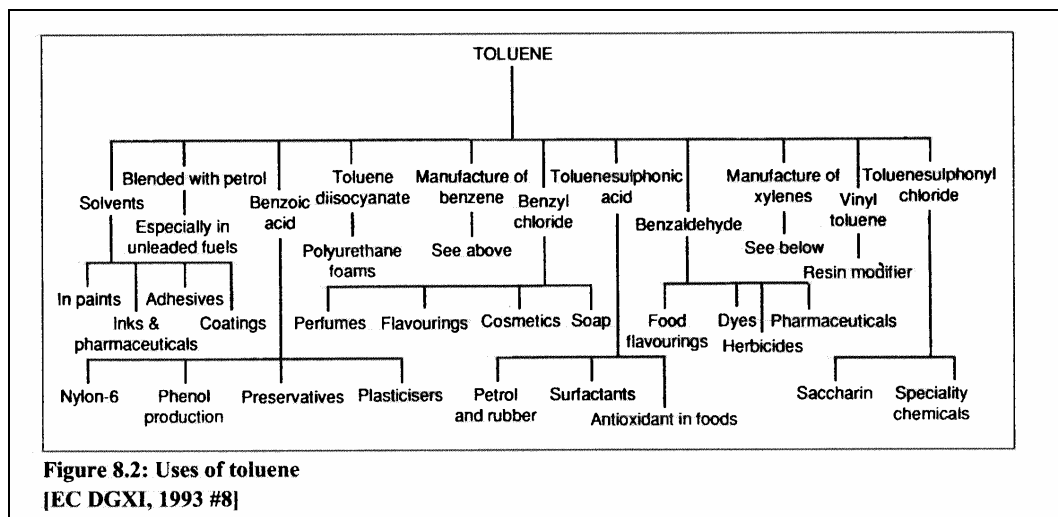 TOLUENE
Solvents
Blended with petrol
Especially in
unleaded fuels
Benzoic
acid
Toluene
diisocyanate
Polyurethane
foams
Manufacture of
benzene
See above
Benzyl
chloride
Toluenesulphonic
acid
Benzaldehyde
Manufacture of
xylenes
See below
Vinyl
toluene
Resin modifier
Toluenesulphonyl
chloride
In paints
Inks &
pharmaceuticals
Adhesives
Coatings
Perfumes
Flavourings
Cosmetics
Soap
Food
flavourings
Dyes
Herbicides
Pharmaceuticals
Nylon-6
Phenol
production
Preservatives
Plasticisers
Petrol
and rubber
Surfactants
Antioxidant in foods
Saccharin
Speciality
chemicals
Figure 8.2: Uses of toluene
[EC DGXI, 1993 #8]